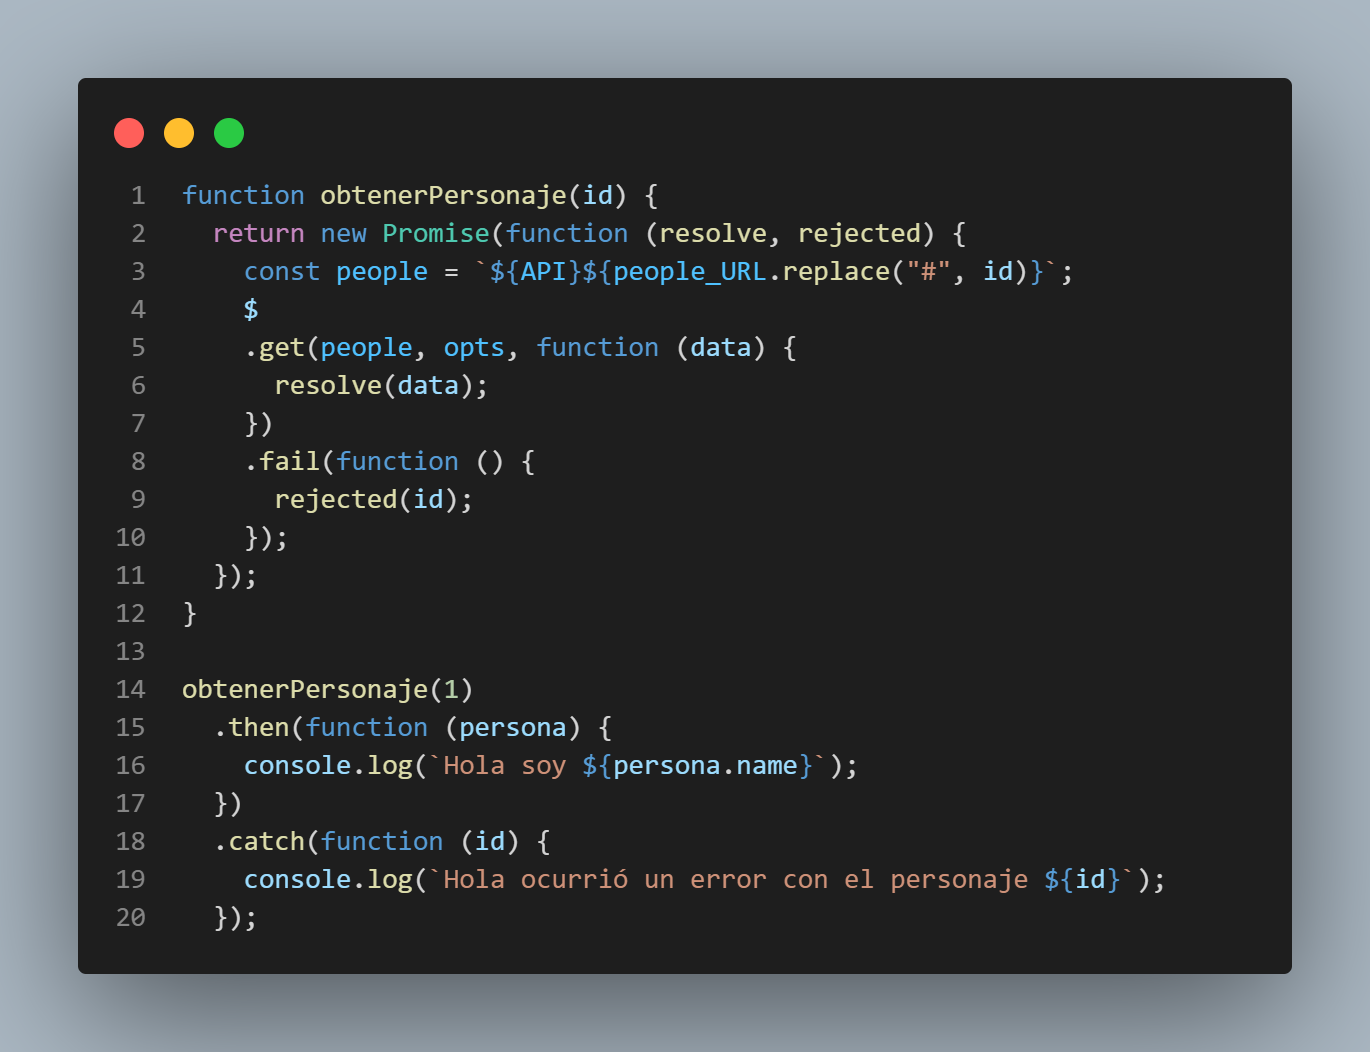 1 function obtenerPersonaje(id) {
2   return new Promise(function (resolve, rejected) {
3     const people = `${API}${people_URL.replace("#", id)}`;
4     $
5     .get(people, opts, function (data) {
6       resolve(data);
7     })
8     .fail(function () {
9       rejected(id);
10     });
11   });
12 }
13
14 obtenerPersonaje(1)
15   .then(function (persona) {
16     console.log(`Hola soy ${persona.name}`);
17   })
18   .catch(function (id) {
19     console.log(`Hola ocurrió un error con el personaje ${id}`);
20   });